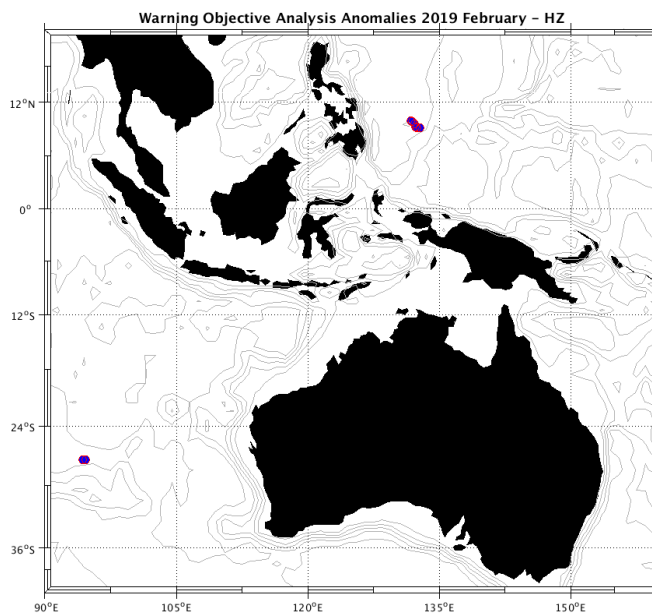 Warning Objective Analysis Anomalies 2019 February – HZ
12°N
0°
12°S
24°S
36°S
90°E 105°E 120°E 135°E 150°E